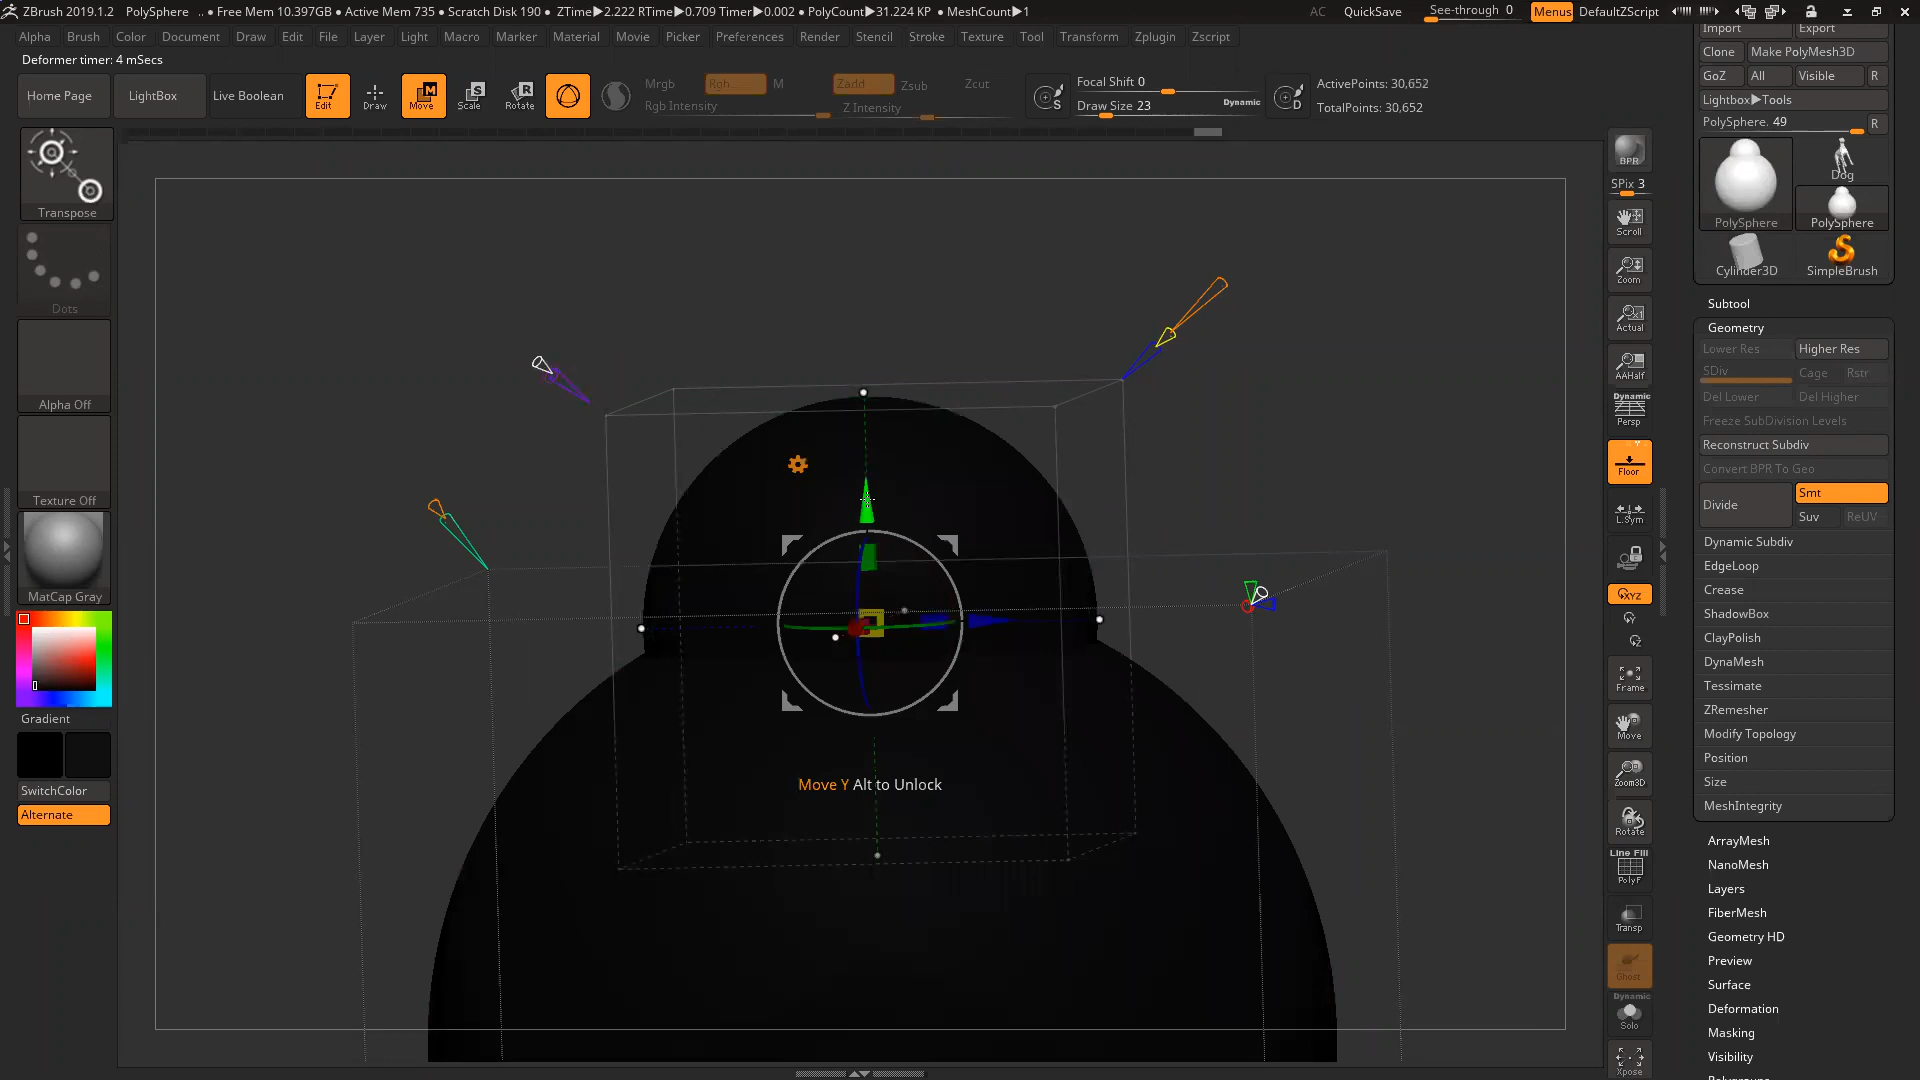 ZBrush 2019.1.2 PolySphere .. ● Free Mem 10.397GB ● Active Mem 735 ● Scratch Disk 190 ● ZTime▶2.222 RTime▶0.709 Timer▶0.002 ● PolyCount▶31.224 KP ● MeshCount▶1 AC QuickSave See-through 0 Menus DefaultZScript
Alpha Brush Color Document Draw Edit File Layer Light Macro Marker Material Movie Picker Preferences Render Stencil Stroke Texture Tool Transform Zplugin Zscript
Deformer timer: 4 mSecs
Home Page LightBox Live Boolean Edit Draw Move Scale Rotate
Mrgb Rgb M Zadd Zsub Zcut
Rgb Intensity Z Intensity
S Focal Shift 0
Draw Size 23 Dynamic
D ActivePoints: 30,652
TotalPoints: 30,652
Transpose
Dots
Alpha Off
Texture Off
MatCap Gray
Gradient
SwitchColor
Alternate
Move Y Alt to Unlock
BPR
SPix 3
Scroll
Zoom
Actual
AAHalf
Dynamic
Persp
Floor
L.Sym
XYZ
Frame
Move
Zoom3D
Rotate
Line Fill
PolyF
Transp
Ghost
Dynamic
Solo
Xpose
Import Export
Clone Make PolyMesh3D
GoZ All Visible R
Lightbox▶Tools
PolySphere. 49 R
PolySphere Dog
PolySphere
Cylinder3D SimpleBrush
Subtool
Geometry
Lower Res Higher Res
SDiv Cage Rstr
Del Lower Del Higher
Freeze SubDivision Levels
Reconstruct Subdiv
Convert BPR To Geo
Divide Smt
Suv ReUV
Dynamic Subdiv
EdgeLoop
Crease
ShadowBox
ClayPolish
DynaMesh
Tessimate
ZRemesher
Modify Topology
Position
Size
MeshIntegrity
ArrayMesh
NanoMesh
Layers
FiberMesh
Geometry HD
Preview
Surface
Deformation
Masking
Visibility
Polygroups